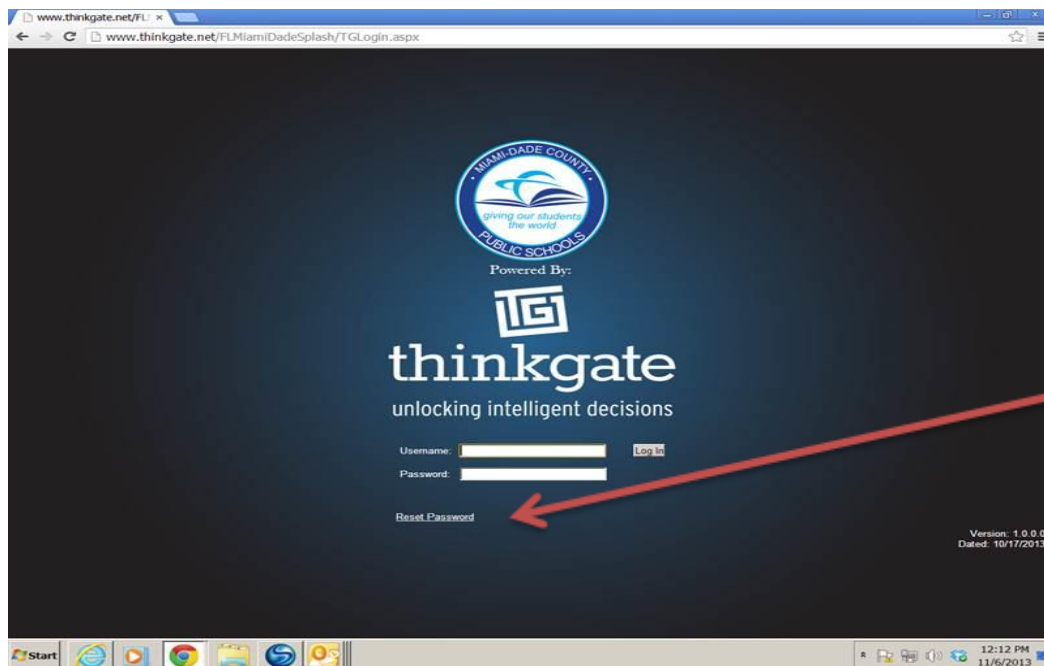 www.thinkgate.net/FL
www.thinkgate.net/FLMiamiDadeSplash/TGLogin.aspx
MIAMI-DADE COUNTY
giving our students
the world
PUBLIC SCHOOLS
Powered By:
TG
thinkgate
unlocking intelligent decisions
Username:
Log In
Password:
Reset Password
Version: 1.0.0.0
Dated: 10/17/2013
Start
12:12 PM
11/6/2013